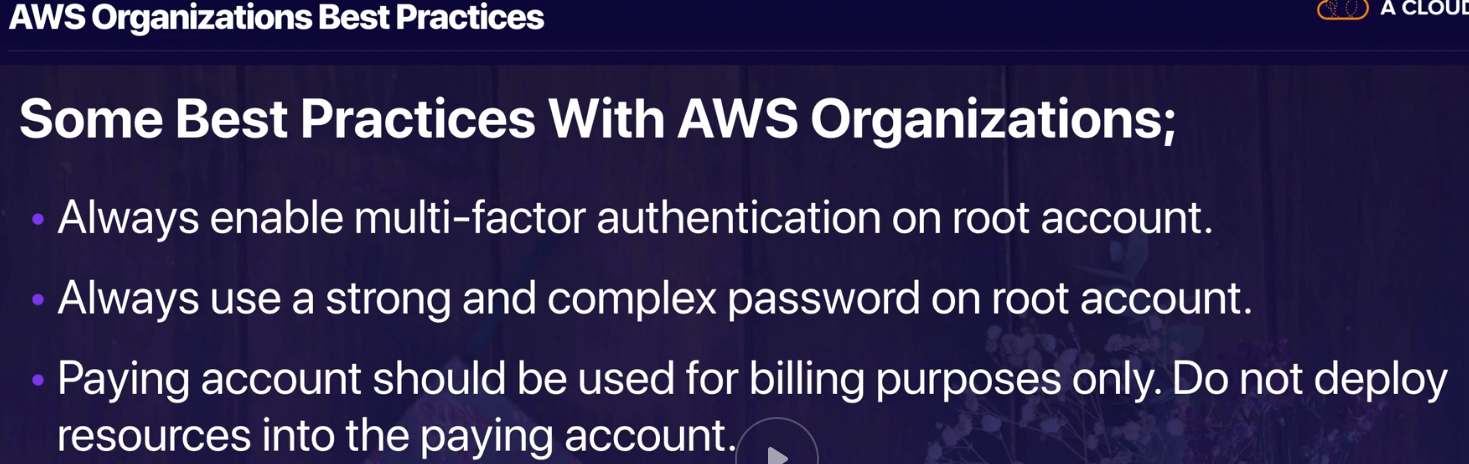 AWS Organizations Best Practices
A CLOUD
Some Best Practices With AWS Organizations;
• Always enable multi-factor authentication on root account.
• Always use a strong and complex password on root account.
• Paying account should be used for billing purposes only. Do not deploy
resources into the paying account.